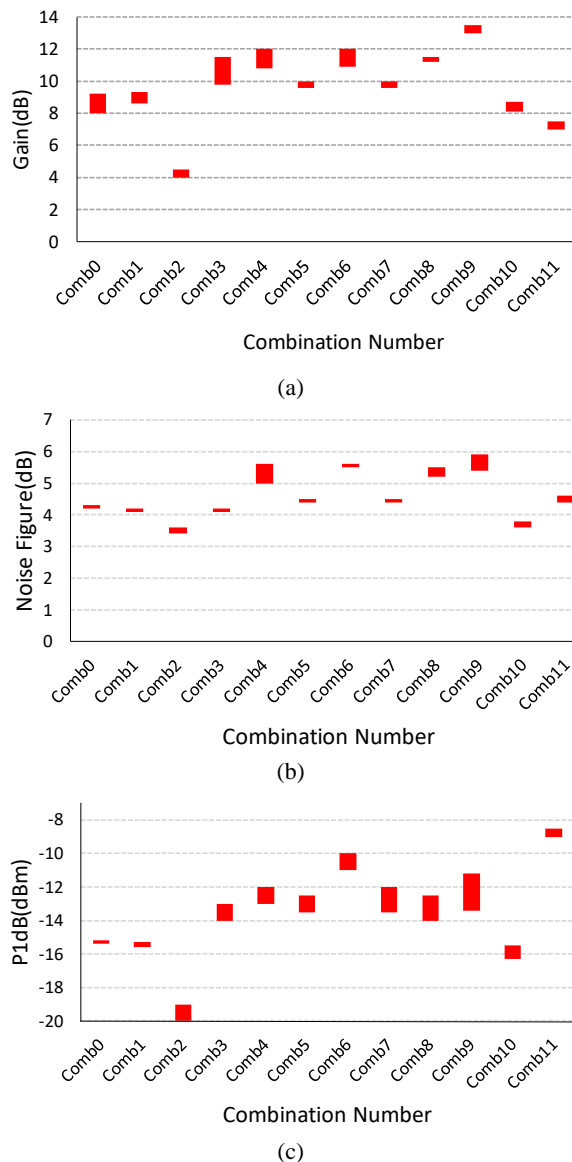 14
12
10
8
6
4
2
0
Gain(dB)
Comb0 Comb1 Comb2 Comb3 Comb4 Comb5 Comb6 Comb7 Comb8 Comb9 Comb10 Comb11
Combination Number
(a)
7
6
5
4
3
2
1
0
Noise Figure(dB)
Comb0 Comb1 Comb2 Comb3 Comb4 Comb5 Comb6 Comb7 Comb8 Comb9 Comb10 Comb11
Combination Number
(b)
-8
-10
-12
-14
-16
-18
-20
P1dB(dBm)
Comb0 Comb1 Comb2 Comb3 Comb4 Comb5 Comb6 Comb7 Comb8 Comb9 Comb10 Comb11
Combination Number
(c)